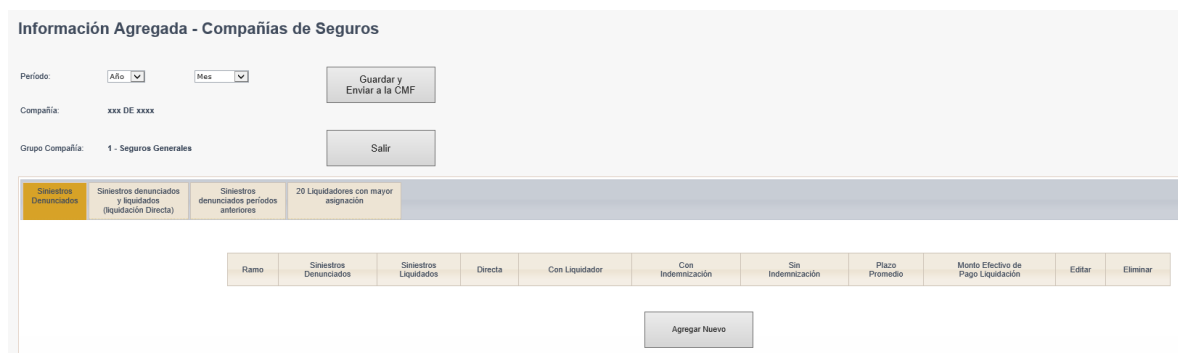 Información Agregada - Compañías de Seguros
Período: Año Mes
Guardar y
Enviar a la CMF
Compañía: xxx DE xxxx
Grupo Compañía: 1 - Seguros Generales
Salir
Siniestros
Denunciados
Siniestros denunciados
y liquidados
(liquidación Directa)
Siniestros
denunciados períodos
anteriores
20 Liquidadores con mayor
asignación
Ramo
Siniestros
Denunciados
Siniestros
Liquidados
Directa
Con Liquidador
Con
Indemnización
Sin
Indemnización
Plazo
Promedio
Monto Efectivo de
Pago Liquidación
Editar
Eliminar
Agregar Nuevo